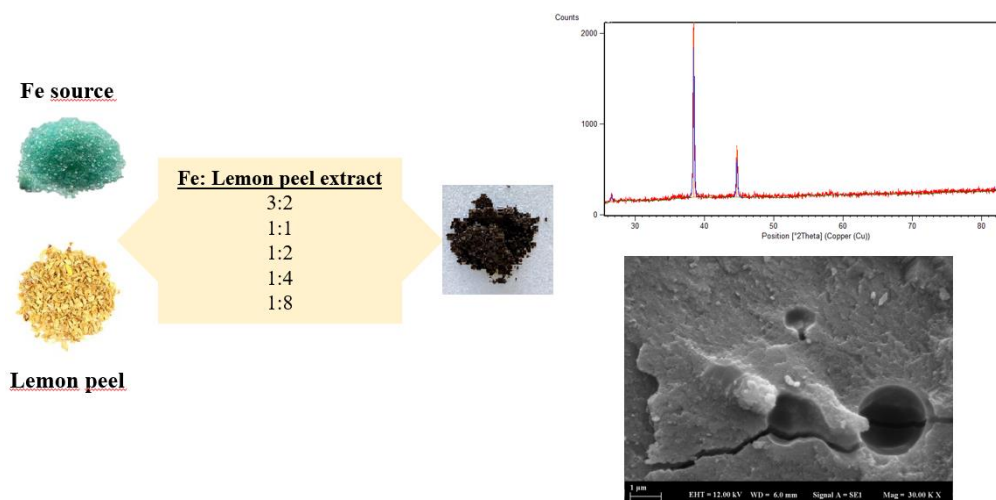 Fe source
Lemon peel
Fe: Lemon peel extract
3:2
1:1
1:2
1:4
1:8
Counts
2000
1000
0
30 40 50 60 70 80
Position [°2Theta] (Copper (Cu))
1 µm EHT = 12.00 kV WD = 6.0 mm Signal A = SE1 Mag = 30.00 K X